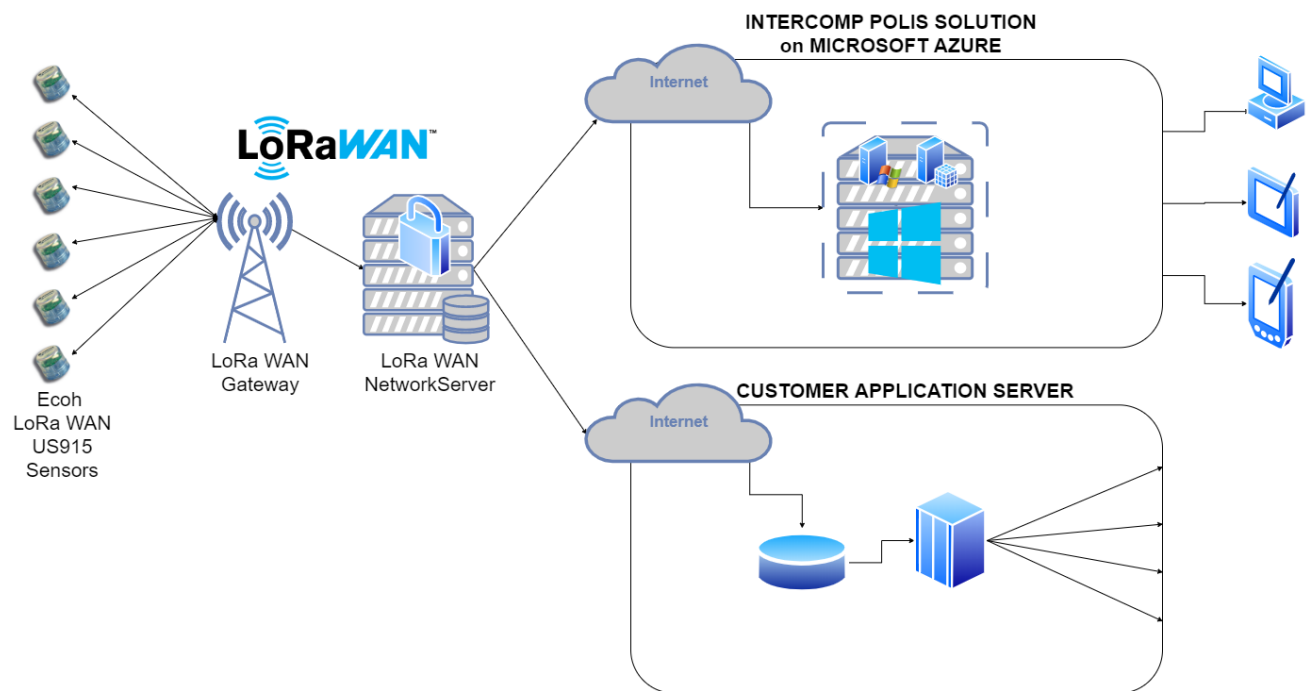 INTERCOMP POLIS SOLUTION
on MICROSOFT AZURE
Internet
LoRaWAN™
LoRa WAN
Gateway
LoRa WAN
NetworkServer
Ecoh
LoRa WAN
US915
Sensors
CUSTOMER APPLICATION SERVER
Internet